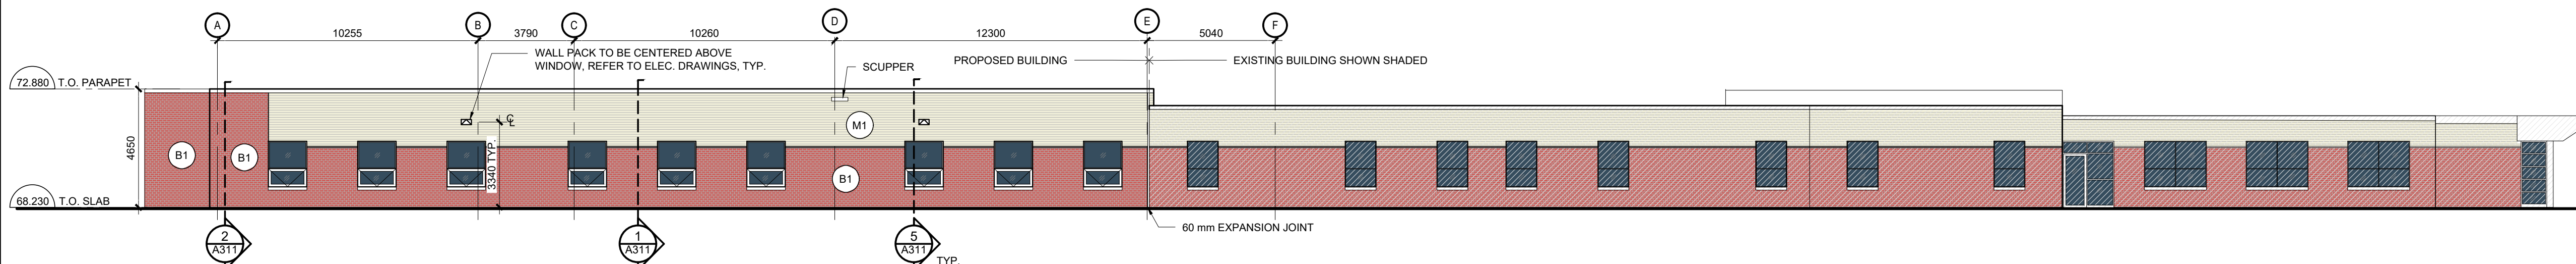 A
B
C
D
E
F
10255
3790
10260
12300
5040
WALL PACK TO BE CENTERED ABOVE
WINDOW, REFER TO ELEC. DRAWINGS, TYP.
SCUPPER
PROPOSED BUILDING
EXISTING BUILDING SHOWN SHADED
72.880 T.O. PARAPET
4650
CL
M1
B1
B1
B1
3340 TYP.
68.230 T.O. SLAB
60 mm EXPANSION JOINT
2
A311
1
A311
5
A311
TYP.